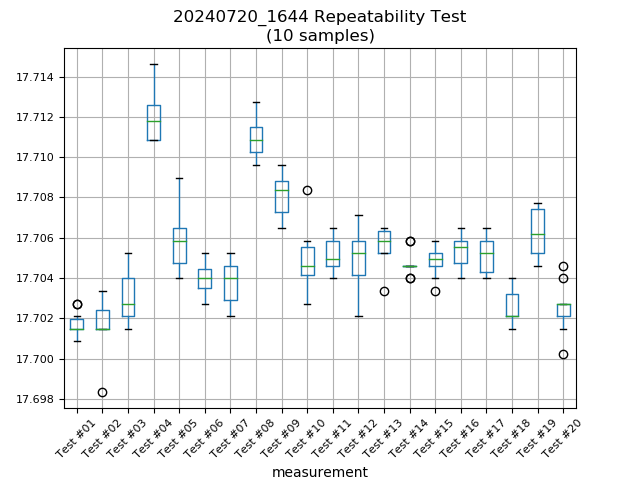 20240720_1644 Repeatability Test
(10 samples)
17.714
17.712
17.710
17.708
17.706
17.704
17.702
17.700
17.698
Test #01
Test #02
Test #03
Test #04
Test #05
Test #06
Test #07
Test #08
Test #09
Test #10
Test #11
Test #12
Test #13
Test #14
Test #15
Test #16
Test #17
Test #18
Test #19
Test #20
measurement